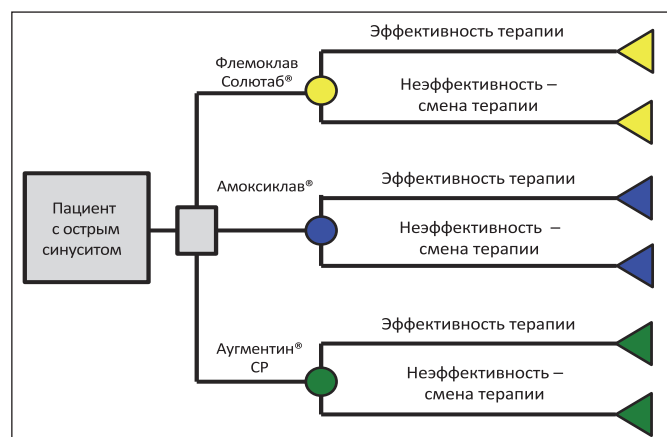 Эффективность терапии
Флемоклав
Солютаб®
Неэффективность –
смена терапии
Пациент
с острым
синуситом
Амоксиклав®
Эффективность терапии
Неэффективность –
смена терапии
Аугментин®
СР
Эффективность терапии
Неэффективность –
смена терапии